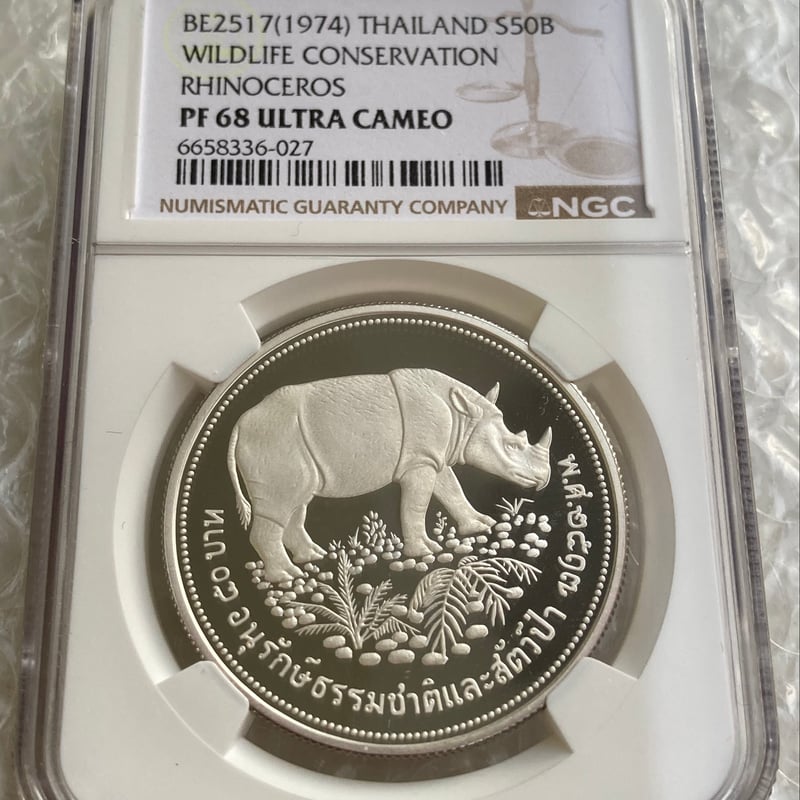 BE2517(1974) THAILAND S50B
WILDLIFE CONSERVATION
RHINOCEROS
PF 68 ULTRA CAMEO
6658336-027
NUMISMATIC GUARANTY COMPANY NGC
๕๐ บาท อนุรักษ์ธรรมชาติและสัตว์ป่า พ.ศ.๒๕๑๗